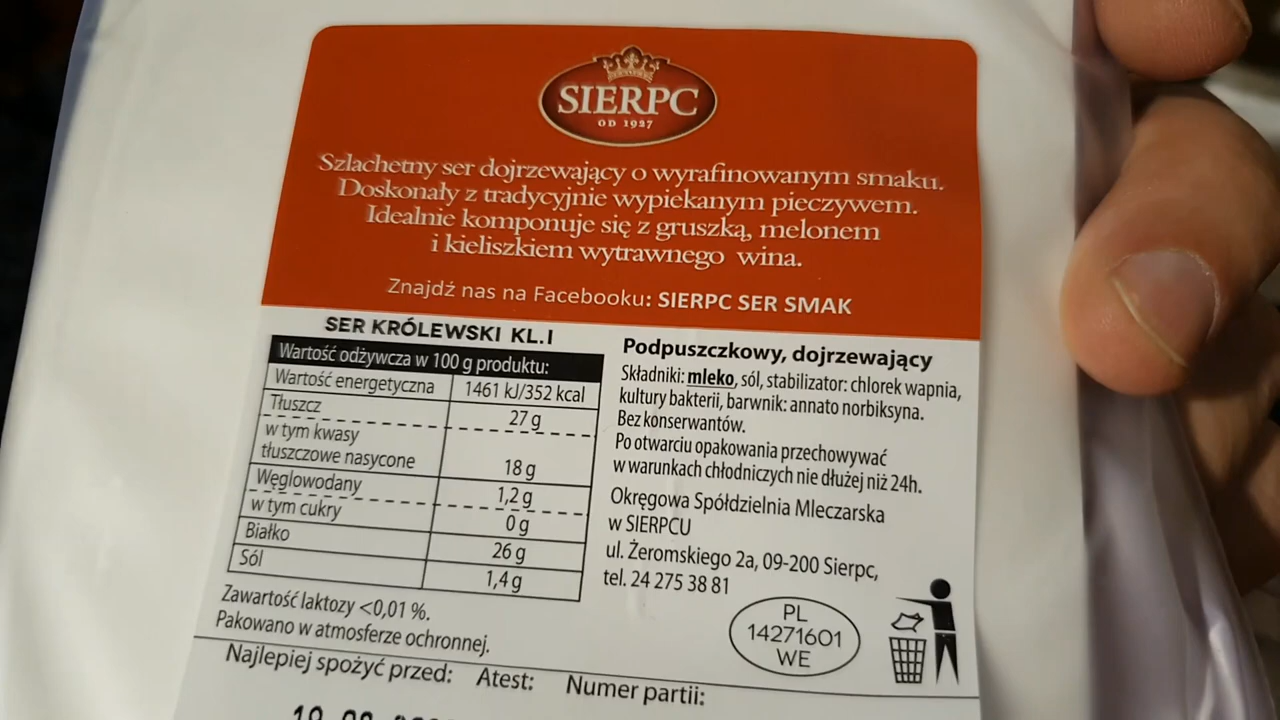 SIERPC
OD 1927
Szlachetny ser dojrzewający o wyrafinowanym smaku.
Doskonały z tradycyjnie wypiekanym pieczywem.
Idealnie komponuje się z gruszką, melonem
i kieliszkiem wytrawnego wina.
Znajdź nas na Facebooku: SIERPC SER SMAK
SER KRÓLEWSKI KL.I
Wartość odżywcza w 100 g produktu:
Wartość energetyczna 1461 kJ/352 kcal
Tłuszcz 27 g
w tym kwasy
tłuszczowe nasycone 18 g
Węglowodany 1,2 g
w tym cukry 0 g
Białko 26 g
Sól 1,4 g
Zawartość laktozy <0,01 %.
Pakowano w atmosferze ochronnej.
Podpuszczkowy, dojrzewający
Składniki: mleko, sól, stabilizator: chlorek wapnia,
kultury bakterii, barwnik: annato norbiksyna.
Bez konserwantów.
Po otwarciu opakowania przechowywać
w warunkach chłodniczych nie dłużej niż 24h.
Okręgowa Spółdzielnia Mleczarska
w SIERPCU
ul. Żeromskiego 2a, 09-200 Sierpc,
tel. 24 275 38 81
PL
14271601
WE
Najlepiej spożyć przed: Atest: Numer partii: